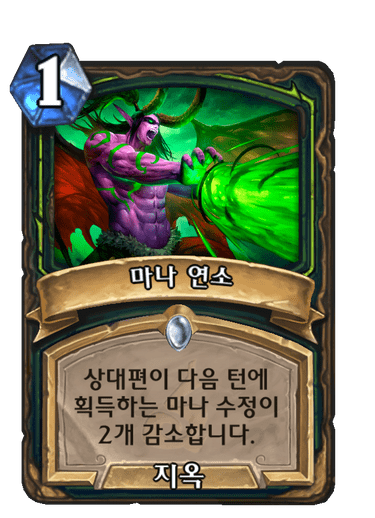 1
마나 연소
상대편이 다음 턴에
획득하는 마나 수정이
2개 감소합니다.
지옥